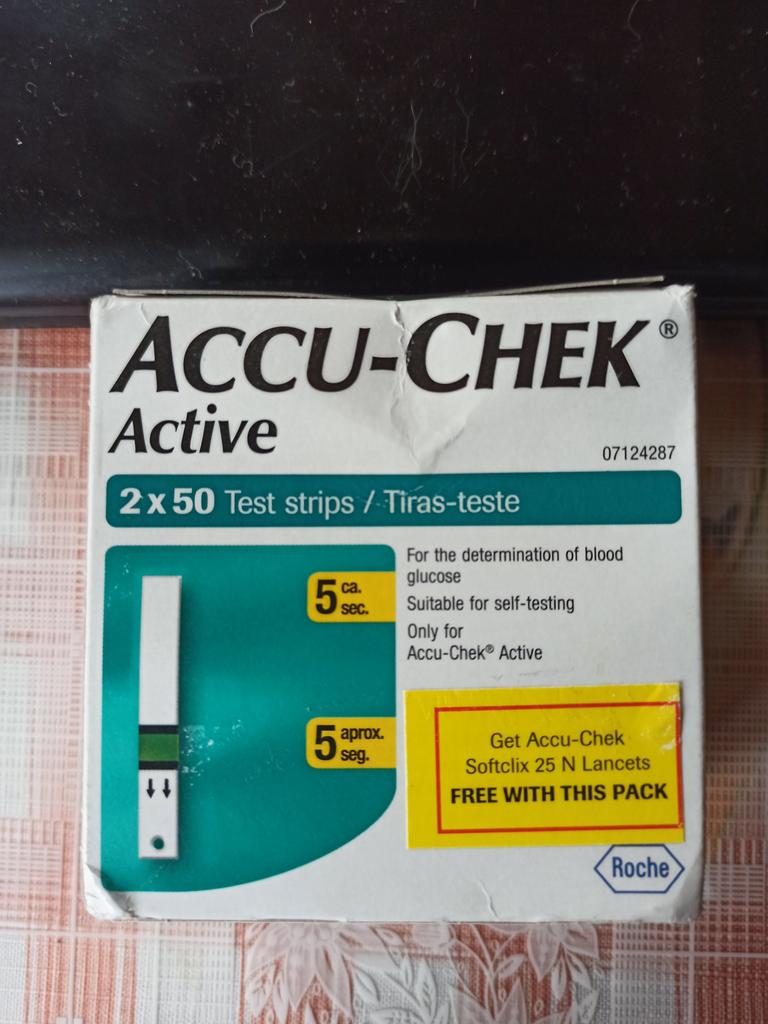 ACCU-CHEK®
Active
07124287
2 x 50 Test strips / Tiras-teste
5 ca.
sec.
5 aprox.
seg.
For the determination of blood
glucose
Suitable for self-testing
Only for
Accu-Chek® Active
Get Accu-Chek
Softclix 25 N Lancets
FREE WITH THIS PACK
Roche